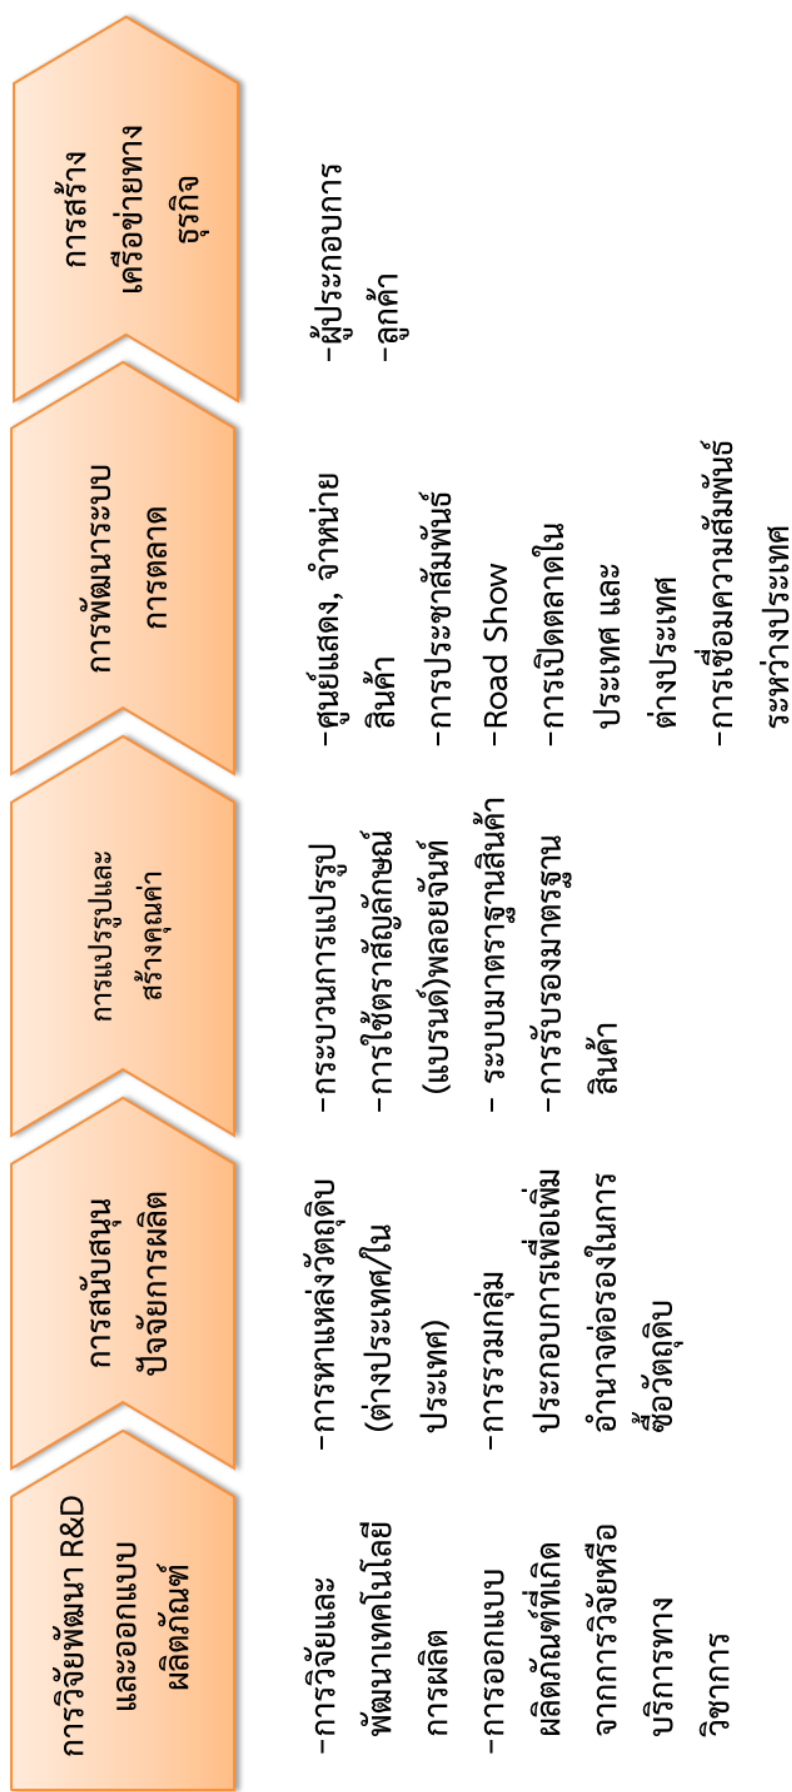 การวิจัยพัฒนา R&D
และออกแบบ
ผลิตภัณฑ์
การสนับสนุน
ปัจจัยการผลิต
การแปรรูปและ
สร้างคุณค่า
การพัฒนาระบบ
การตลาด
การสร้าง
เครือข่ายทาง
ธุรกิจ
–การวิจัยและ
พัฒนาเทคโนโลยี
การผลิต
–การออกแบบ
ผลิตภัณฑ์ที่เกิด
จากการวิจัยหรือ
บริการทาง
วิชาการ
–การหาแหล่งวัตถุดิบ
(ต่างประเทศ/ใน
ประเทศ)
–การรวมกลุ่ม
ประกอบการเพื่อเพิ่ม
อำนาจต่อรองในการ
ซื้อวัตถุดิบ
–กระบวนการแปรรูป
–การใช้ตราสัญลักษณ์
(แบรนด์)พลอยจันท์
– ระบบมาตราฐานสินค้า
–การรับรองมาตรฐาน
สินค้า
–ศูนย์แสดง, จำหน่าย
สินค้า
–การประชาสัมพันธ์
–Road Show
–การเปิดตลาดใน
ประเทศ และ
ต่างประเทศ
–การเชื่อมความสัมพันธ์
ระหว่างประเทศ
–ผู้ประกอบการ
–ลูกค้า